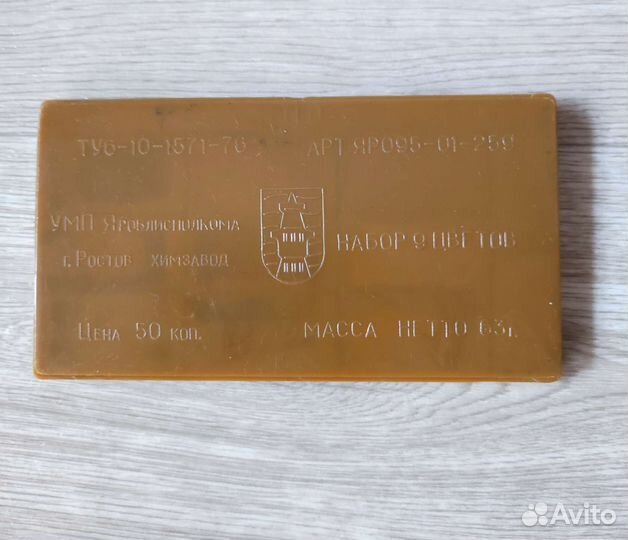 ТУ6-10-1571-76 АРТ ЯР095-01-259
УМП Яроблисполкома
г. Ростов химзавод
НАБОР 9 ЦВЕТОВ
Цена 50 коп.
МАССА НЕТТО 63г.
Avito